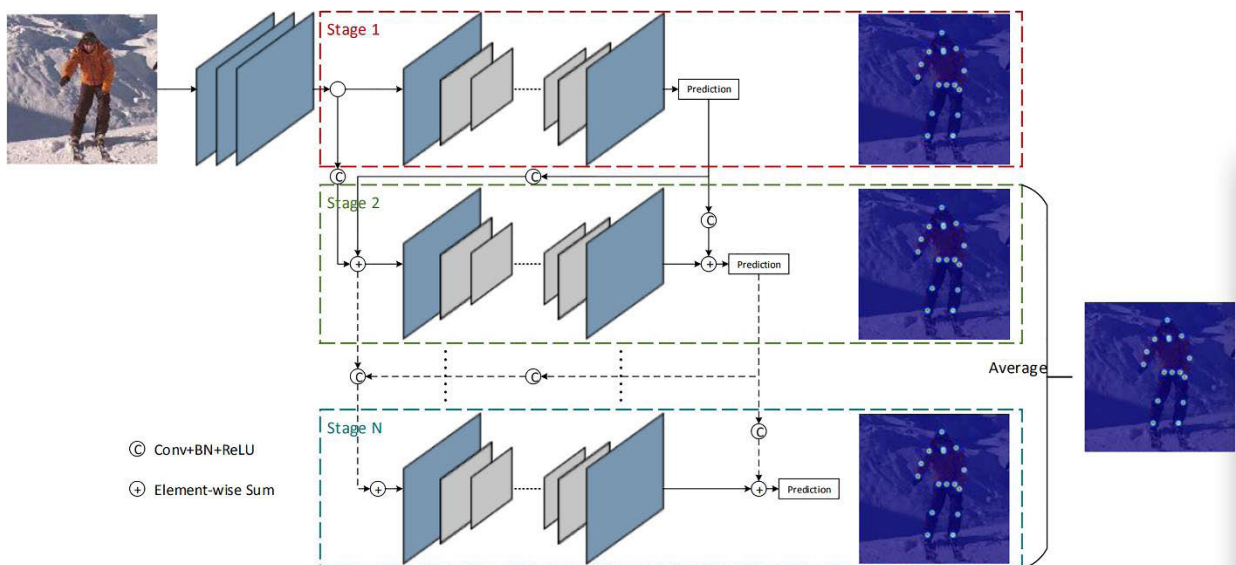 Stage 1
Prediction
C
C
Stage 2
C
+
+
Prediction
C
C
Average
Stage N
C
C Conv+BN+ReLU
+
+
Prediction
+ Element-wise Sum